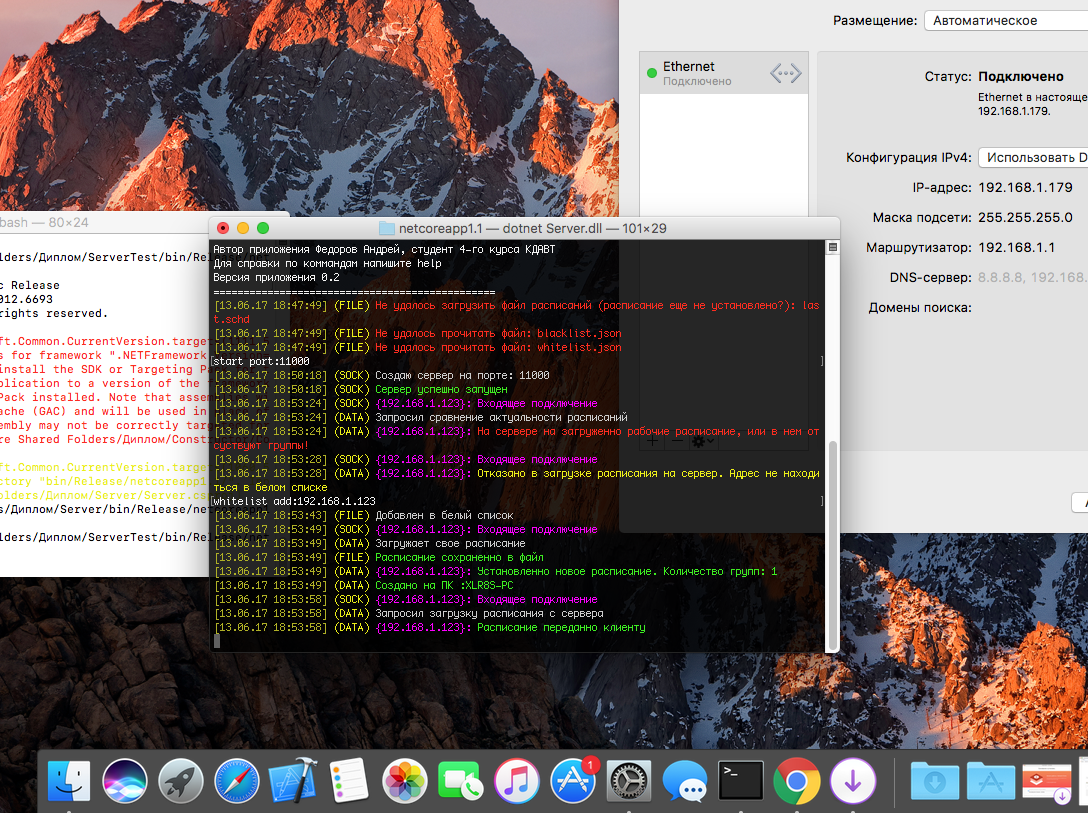 Размещение: Автоматическое
Ethernet
Подключено
Статус: Подключено
Ethernet в настояще
192.168.1.179.
Конфигурация IPv4: Использовать D
IP-адрес: 192.168.1.179
Маска подсети: 255.255.255.0
Маршрутизатор: 192.168.1.1
DNS-сервер: 8.8.8.8, 192.168.
Домены поиска:
bash — 80×24
lders/Диплом/ServerTest/bin/Rel
c Release
012.6693
rights reserved.
ft.Common.CurrentVersion.targe
s for framework ".NETFramework
install the SDK or Targeting Pa
plication to a version of the
Pack installed. Note that assem
ache (GAC) and will be used in
embly may not be correctly targ
re Shared Folders/Диплом/Consti
ft.Common.CurrentVersion.targe
ctory "bin/Release/netcoreapp1
olders/Диплом/Server/Server.cs
s/Диплом/Server/bin/Release/net
lders/Диплом/ServerTest/bin/Rel
netcoreapp1.1 — dotnet Server.dll — 101×29
Автор приложения Федоров Андрей, студент 4-го курса КДАВТ
Для справки по коммандам напишите help
Версия приложения 0.2
==============================================
[13.06.17 18:47:49] (FILE) Не удалось загрузить файл расписаний (расписание еще не установлено?): las
t.schd
[13.06.17 18:47:49] (FILE) Не удалось прочитать файл: blacklist.json
[13.06.17 18:47:49] (FILE) Не удалось прочитать файл: whitelist.json
[start port:11000 ]
[13.06.17 18:50:18] (SOCK) Создаю сервер на порте: 11000
[13.06.17 18:50:18] (SOCK) Сервер успешно запущен
[13.06.17 18:53:24] (SOCK) {192.168.1.123}: Входящее подключение
[13.06.17 18:53:24] (DATA) Запросил сравнение актуальности расписаний
[13.06.17 18:53:24] (DATA) {192.168.1.123}: На сервере на загруженно рабочие расписание, или в нем от
суствуют группы!
[13.06.17 18:53:28] (SOCK) {192.168.1.123}: Входящее подключение
[13.06.17 18:53:28] (DATA) {192.168.1.123}: Отказано в загрузке расписания на сервер. Адрес не находи
ться в белом списке
[whitelist add:192.168.1.123 ]
[13.06.17 18:53:43] (FILE) Добавлен в белый список
[13.06.17 18:53:49] (SOCK) {192.168.1.123}: Входящее подключение
[13.06.17 18:53:49] (DATA) Загружает свое расписание
[13.06.17 18:53:49] (FILE) Расписание сохраненно в файл
[13.06.17 18:53:49] (DATA) {192.168.1.123}: Установленно новое расписание. Количество групп: 1
[13.06.17 18:53:49] (DATA) Создано на ПК :XLR8S-PC
[13.06.17 18:53:58] (SOCK) {192.168.1.123}: Входящее подключение
[13.06.17 18:53:58] (DATA) Запросил загрузку расписания с сервера
[13.06.17 18:53:58] (DATA) {192.168.1.123}: Расписание переданно клиенту
1
>_